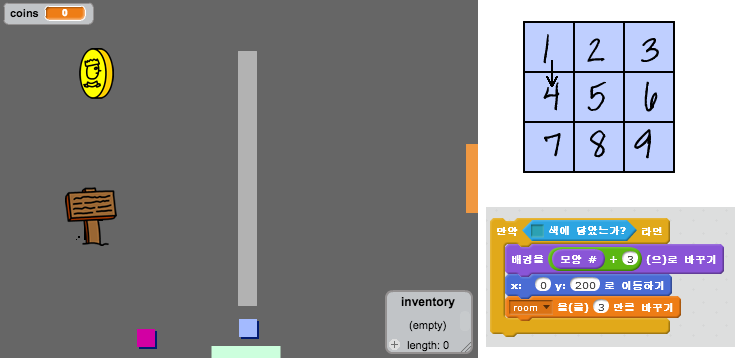 coins 0
inventory
(empty)
+ length: 0
1 2 3
4 5 6
7 8 9
만약 색에 닿았는가? 라면
배경을 모양 # + 3 (으)로 바꾸기
x: 0 y: 200 로 이동하기
room 을(를) 3 만큼 바꾸기